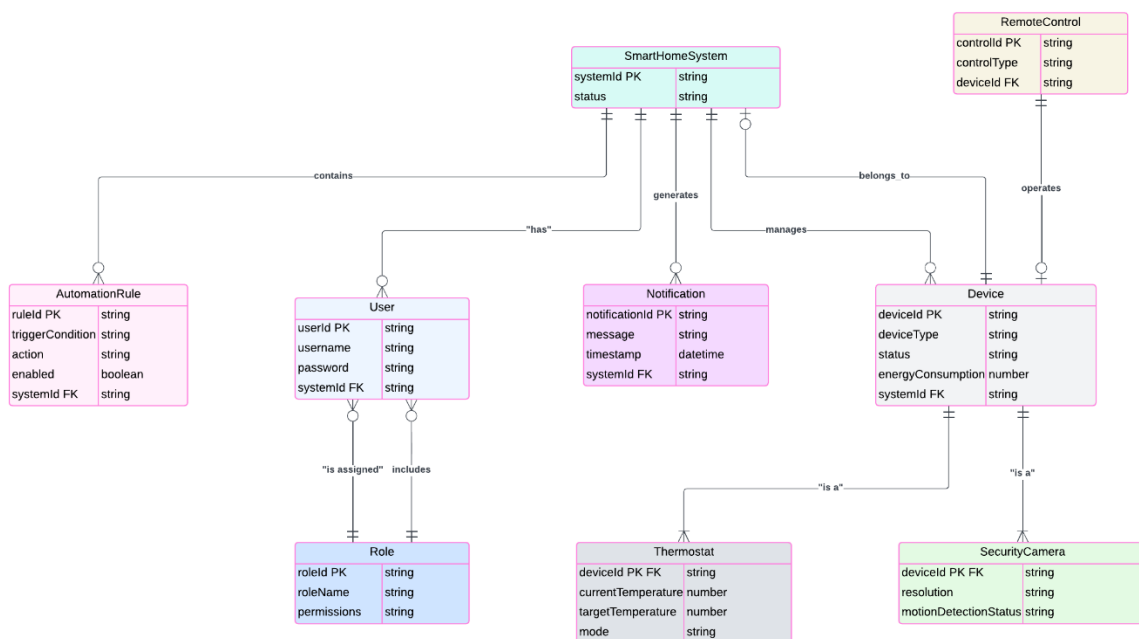 RemoteControl
controlId PK string
controlType string
deviceId FK string
SmartHomeSystem
systemId PK string
status string
contains
"has"
generates
manages
belongs_to
operates
AutomationRule
ruleId PK string
triggerCondition string
action string
enabled boolean
systemId FK string
User
userId PK string
username string
password string
systemId FK string
Notification
notificationId PK string
message string
timestamp datetime
systemId FK string
Device
deviceId PK string
deviceType string
status string
energyConsumption number
systemId FK string
"is assigned"
includes
"is a"
"is a"
Role
roleId PK string
roleName string
permissions string
Thermostat
deviceId PK FK string
currentTemperature number
targetTemperature number
mode string
SecurityCamera
deviceId PK FK string
resolution string
motionDetectionStatus string